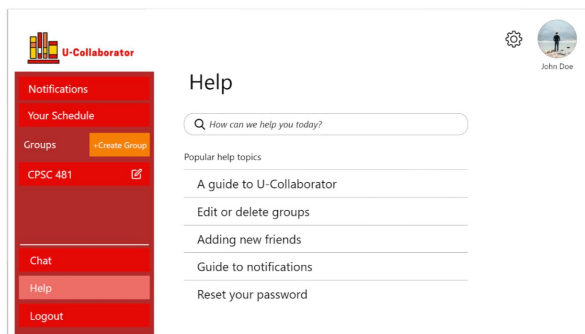 U-Collaborator
John Doe
Notifications
Your Schedule
Groups
+Create Group
CPSC 481
Chat
Help
Logout
Help
How can we help you today?
Popular help topics
A guide to U-Collaborator
Edit or delete groups
Adding new friends
Guide to notifications
Reset your password